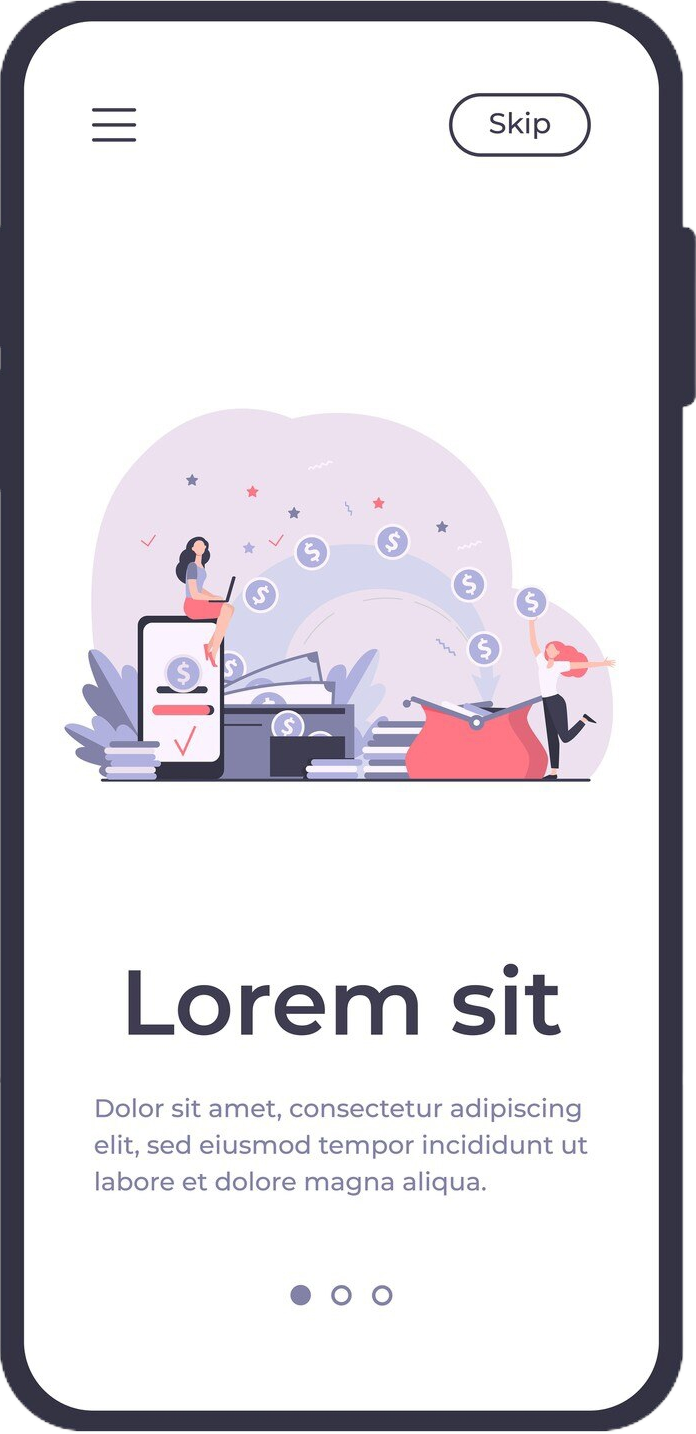 Skip
$ $
$ $
$
$
$ $
$
$
Lorem sit
Dolor sit amet, consectetur adipiscing
elit, sed eiusmod tempor incididunt ut
labore et dolore magna aliqua.